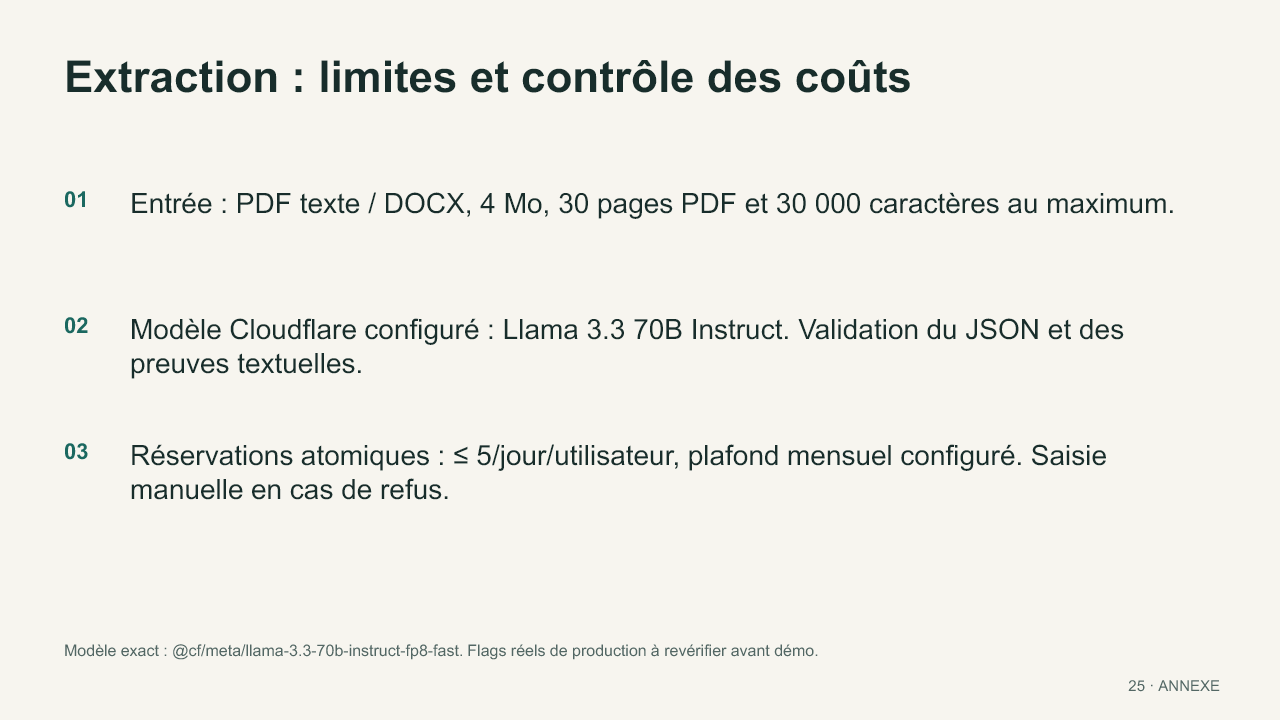 Extraction : limites et contrôle des coûts
01
Entrée : PDF texte / DOCX, 4 Mo, 30 pages PDF et 30 000 caractères au maximum.
02
Modèle Cloudflare configuré : Llama 3.3 70B Instruct. Validation du JSON et des
preuves textuelles.
03
Réservations atomiques : ≤ 5/jour/utilisateur, plafond mensuel configuré. Saisie
manuelle en cas de refus.
Modèle exact : @cf/meta/llama-3.3-70b-instruct-fp8-fast. Flags réels de production à revérifier avant démo.
25 · ANNEXE